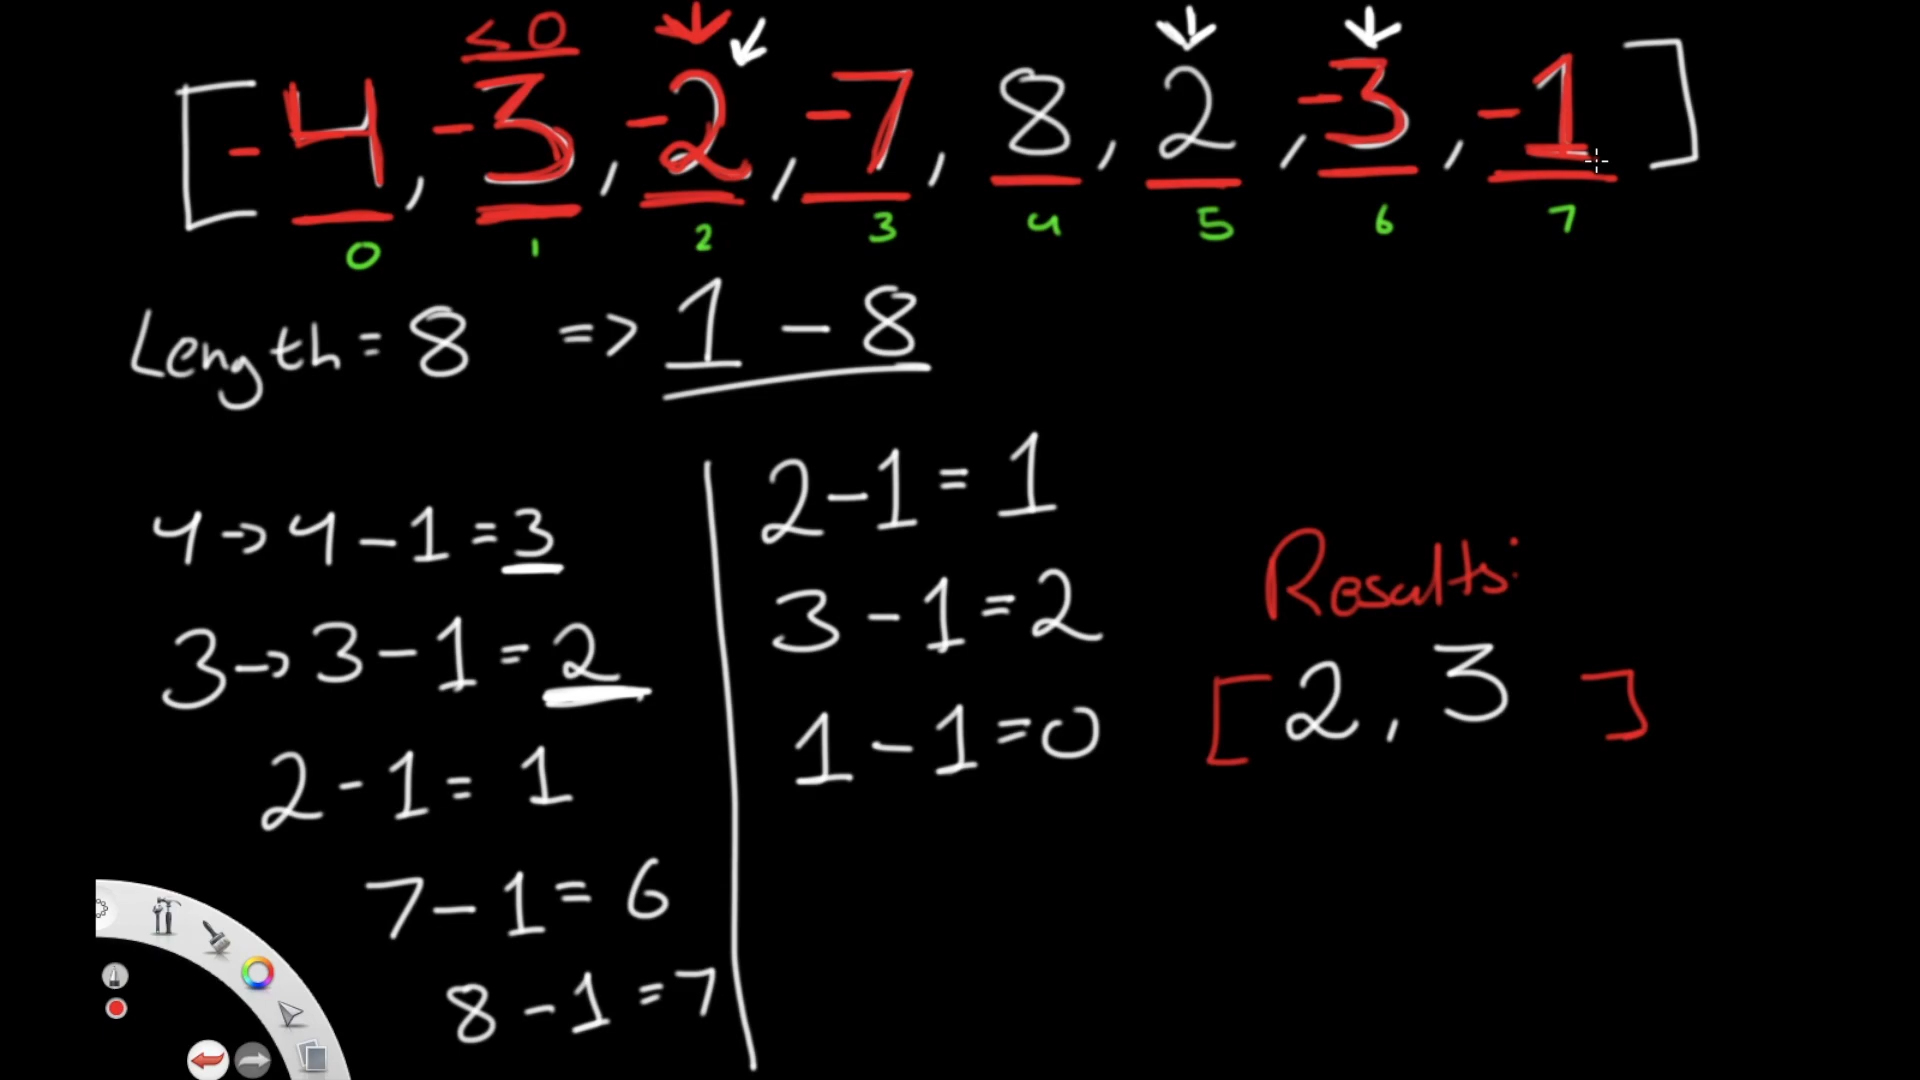 ≤0
[-4, -3, -2, -7, 8, 2, -3, -1]
0 1 2 3 4 5 6 7
Length = 8 => 1 - 8
4 -> 4 - 1 = 3
3 -> 3 - 1 = 2
2 - 1 = 1
7 - 1 = 6
8 - 1 = 7
2 - 1 = 1
3 - 1 = 2
1 - 1 = 0
Results:
[2, 3 ]